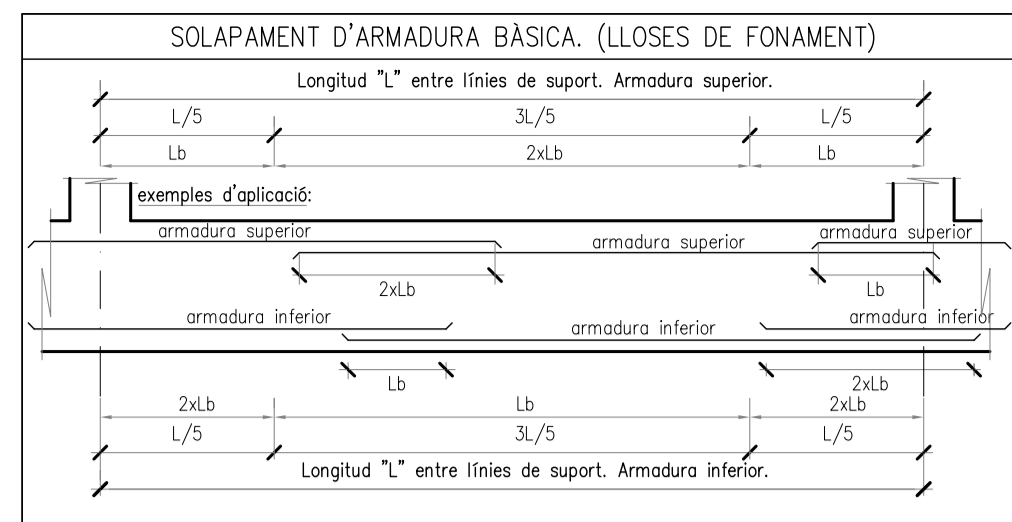 SOLAPAMENT D'ARMADURA BÀSICA. (LLOSES DE FONAMENT)
Longitud "L" entre línies de suport. Armadura superior.
L/5 3L/5 L/5
Lb 2xLb Lb
exemples d'aplicació:
armadura superior armadura superior armadura superior
2xLb Lb
armadura inferior armadura inferior armadura inferior
Lb 2xLb
2xLb Lb 2xLb
L/5 3L/5 L/5
Longitud "L" entre línies de suport. Armadura inferior.